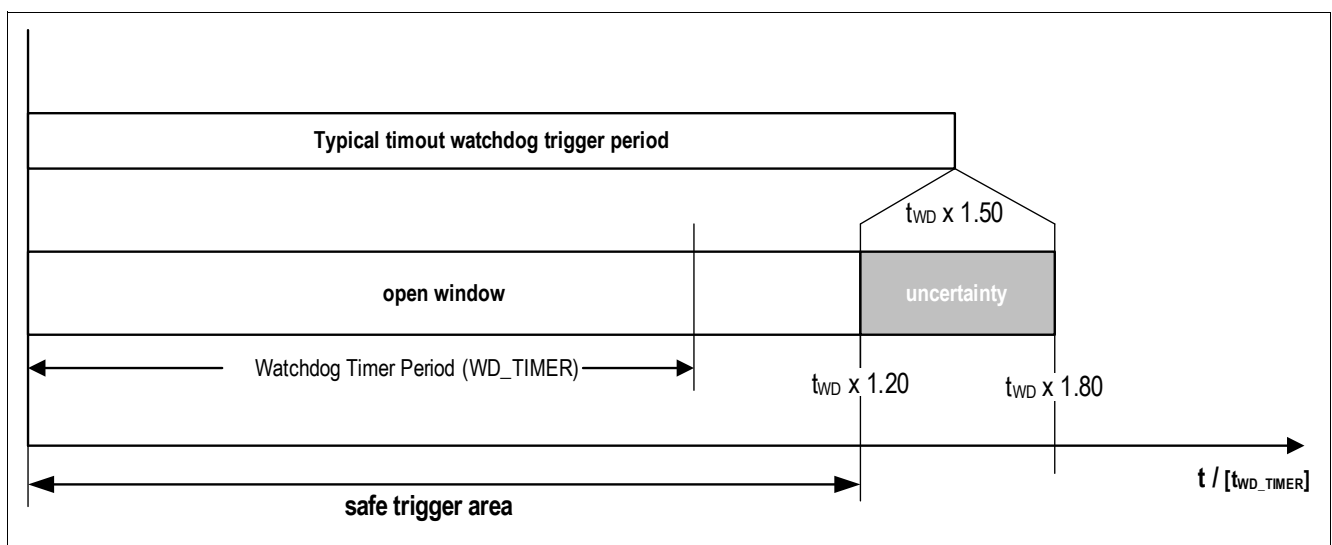 Typical timout watchdog trigger period
tWD x 1.50
open window
uncertainty
Watchdog Timer Period (WD_TIMER)
tWD x 1.20
tWD x 1.80
t / [tWD_TIMER]
safe trigger area